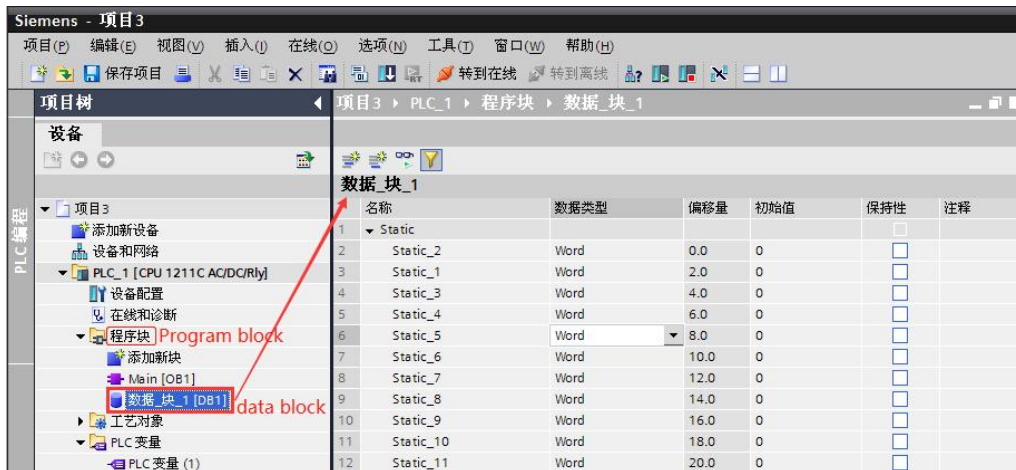 Siemens - 项目3
项目(P) 编辑(E) 视图(V) 插入(I) 在线(O) 选项(N) 工具(T) 窗口(W) 帮助(H)
保存项目 转到在线 转到离线
项目树 项目3 PLC_1 程序块 数据_块_1
设备
数据_块_1
PLC 编程
名称 数据类型 偏移量 初始值 保持性 注释
1 Static
2 Static_2 Word 0.0 0
3 Static_1 Word 2.0 0
4 Static_3 Word 4.0 0
5 Static_4 Word 6.0 0
6 Static_5 Word 8.0 0
7 Static_6 Word 10.0 0
8 Static_7 Word 12.0 0
9 Static_8 Word 14.0 0
10 Static_9 Word 16.0 0
11 Static_10 Word 18.0 0
12 Static_11 Word 20.0 0
项目3
添加新设备
设备和网络
PLC_1 [CPU 1211C AC/DC/Rly]
设备配置
在线和诊断
程序块 Program block
添加新块
Main [OB1]
数据_块_1 [DB1] data block
工艺对象
PLC 变量
PLC 变量 (1)